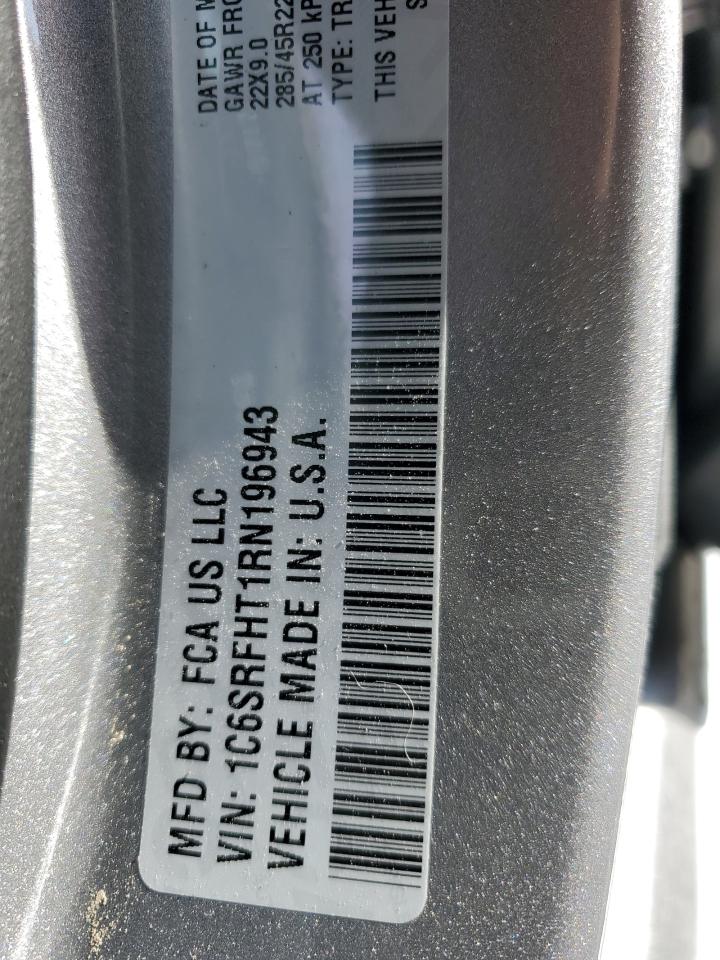 MFD BY: FCA US LLC
VIN: 1C6SRFHT1RN196943
VEHICLE MADE IN: U.S.A.
DATE OF M
GAWR FRO
22X9.0
285/45R22
AT 250 KP
TYPE: TR
THIS VEH
S